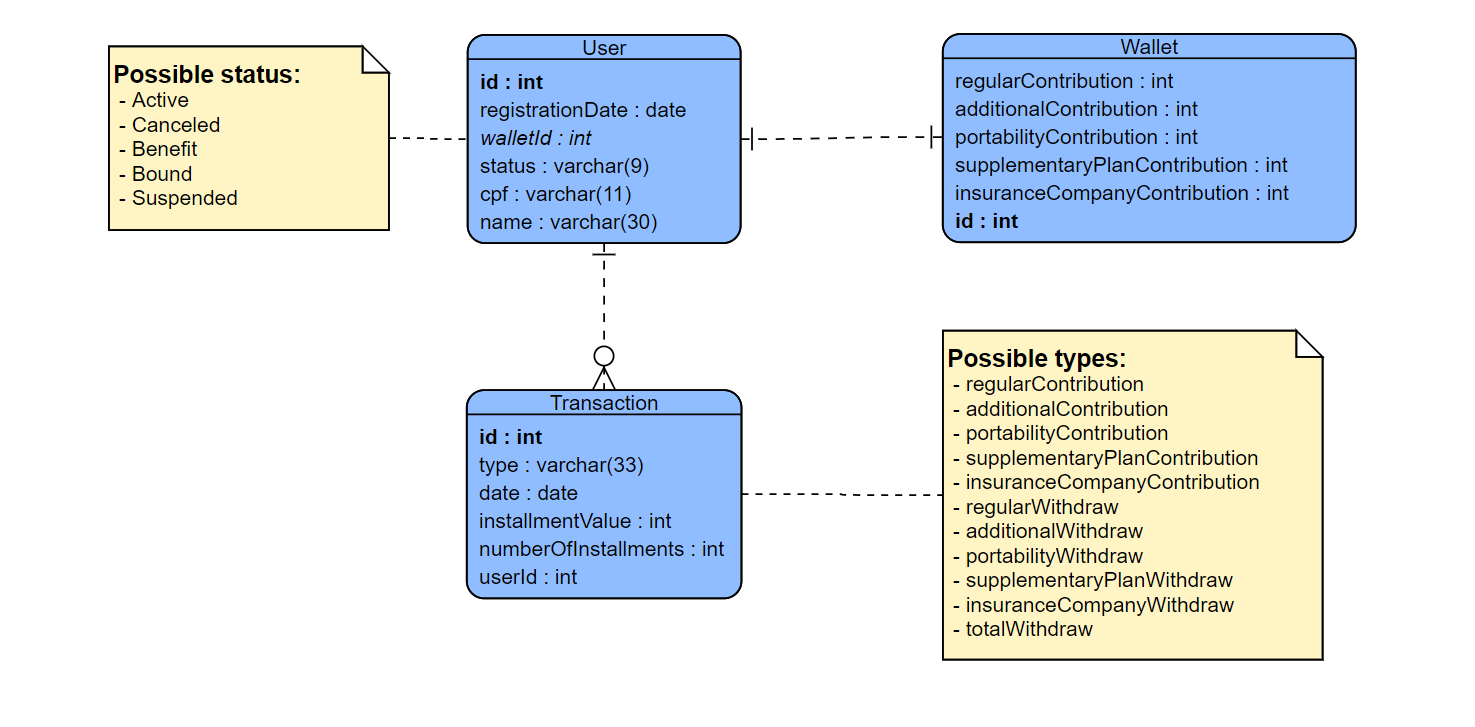 Possible status:
- Active
- Canceled
- Benefit
- Bound
- Suspended
User
id : int
registrationDate : date
walletId : int
status : varchar(9)
cpf : varchar(11)
name : varchar(30)
Wallet
regularContribution : int
additionalContribution : int
portabilityContribution : int
supplementaryPlanContribution : int
insuranceCompanyContribution : int
id : int
Transaction
id : int
type : varchar(33)
date : date
installmentValue : int
numberOfInstallments : int
userId : int
Possible types:
- regularContribution
- additionalContribution
- portabilityContribution
- supplementaryPlanContribution
- insuranceCompanyContribution
- regularWithdraw
- additionalWithdraw
- portabilityWithdraw
- supplementaryPlanWithdraw
- insuranceCompanyWithdraw
- totalWithdraw